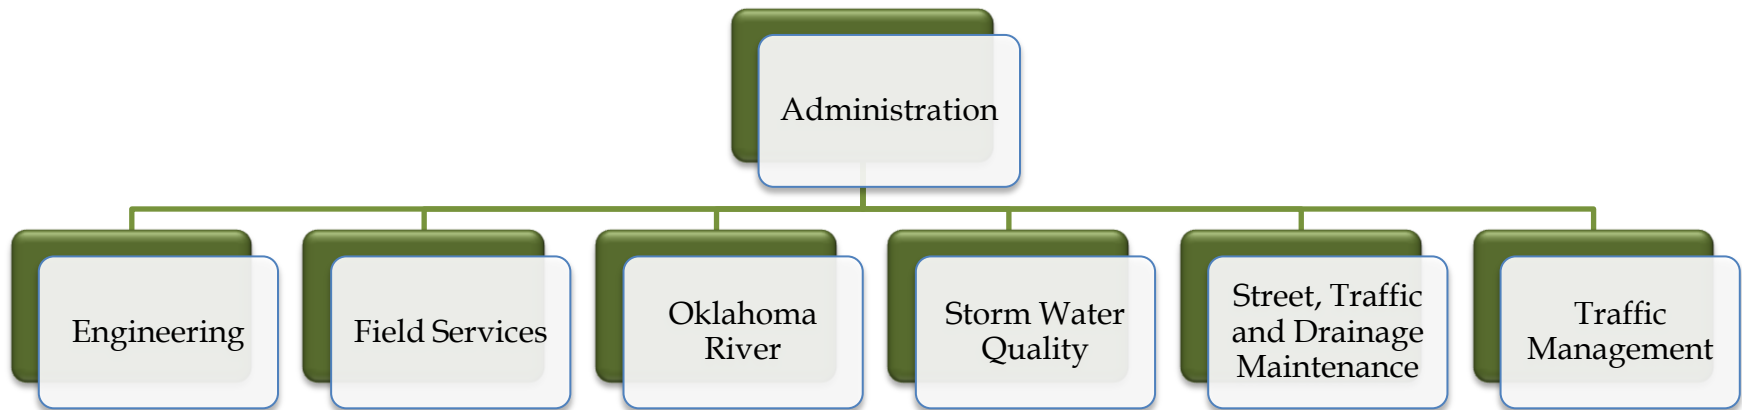 Administration
Engineering
Field Services
Oklahoma
River
Storm Water
Quality
Street, Traffic
and Drainage
Maintenance
Traffic
Management